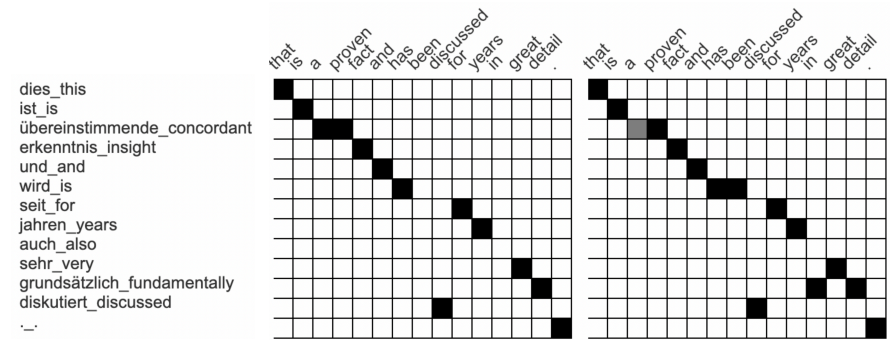 that is a proven fact and has been discussed for years in great detail .
that is a proven fact and has been discussed for years in great detail .
dies_this
ist_is
übereinstimmende_concordant
erkenntnis_insight
und_and
wird_is
seit_for
jahren_years
auch_also
sehr_very
grundsätzlich_fundamentally
diskutiert_discussed
._.